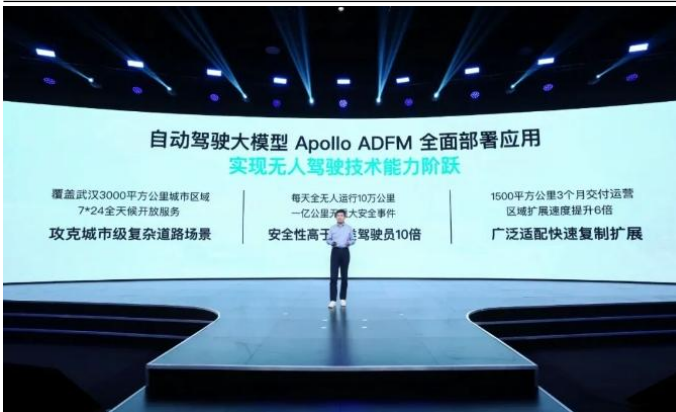 自动驾驶大模型 Apollo ADFM 全面部署应用
实现无人驾驶技术能力阶跃
覆盖武汉3000平方公里城市区域
7*24全天候开放服务
攻克城市级复杂道路场景
每天全无人运行10万公里
一亿公里无 大安全事件
安全性高于 驾驶员10倍
1500平方公里3个月交付运营
区域扩展速度提升6倍
广泛适配快速复制扩展